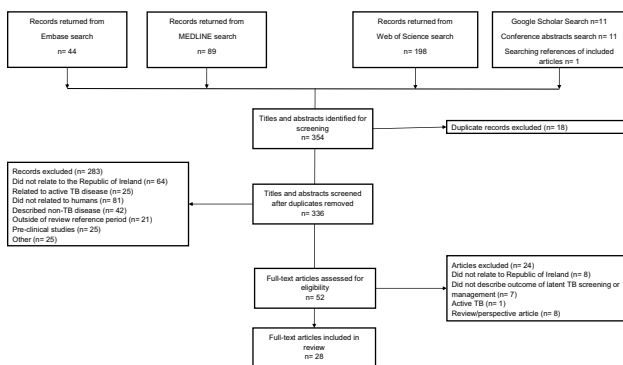 Records returned from
Embase search
n= 44
Records returned from
MEDLINE search
n= 89
Records returned from
Web of Science search
n= 198
Google Scholar Search n=11
Conference abstracts search n= 11
Searching references of included
articles n= 1
Titles and abstracts identified for
screening
n= 354
Duplicate records excluded (n= 18)
Records excluded (n= 283)
Did not relate to the Republic of Ireland (n= 64)
Related to active TB disease (n= 25)
Did not related to humans (n= 81)
Described non-TB disease (n= 42)
Outside of review reference period (n= 21)
Pre-clinical studies (n= 25)
Other (n= 25)
Titles and abstracts screened
after duplicates removed
n= 336
Full-text articles assessed for
eligibility
n= 52
Articles excluded (n= 24)
Did not relate to Republic of Ireland (n= 8)
Did not describe outcome of latent TB screening or
management (n= 7)
Active TB (n= 1)
Review/perspective article (n= 8)
Full-text articles included in
review
n= 28